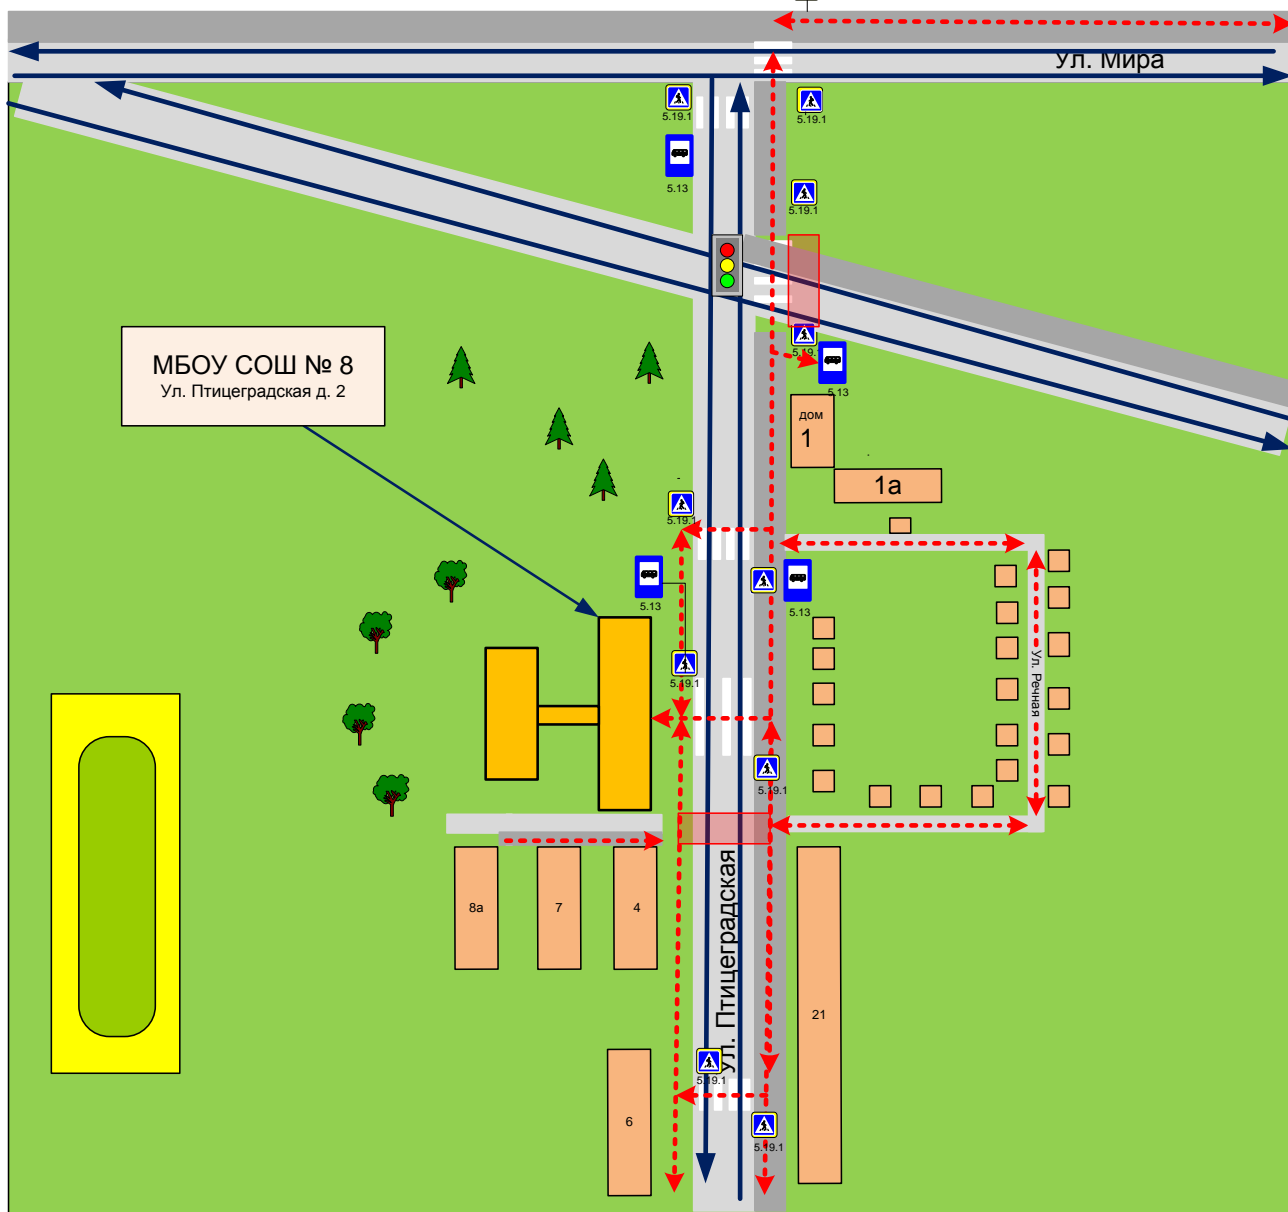 Ул. Мира
5.19.1
5.19.1
5.13
5.19.1
МБОУ СОШ № 8
Ул. Птицеградская д. 2
5.19.1
5.13
дом
1
1а
5.19.1
5.13
5.13
5.19.1
Ул. Речная
5.19.1
8а
7
4
21
ул. Птицеградская
5.19.1
6
5.19.1